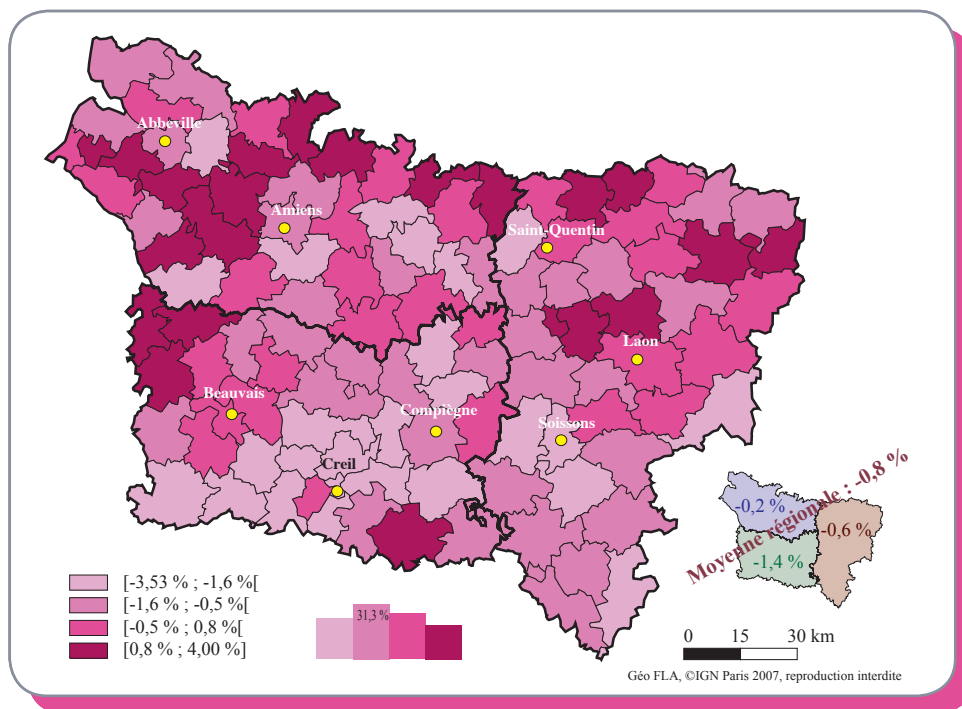 Abbeville
Amiens
Saint-Quentin
Laon
Beauvais
Compiègne
Soissons
Creil
Moyenne régionale : -0,8 %
-0,2 %
-0,6 %
-1,4 %
[-3,53 % ; -1,6 %[
[-1,6 % ; -0,5 %[
[-0,5 % ; 0,8 %[
[0,8 % ; 4,00 %]
31,3 %
0 15 30 km
Géo FLA, ©IGN Paris 2007, reproduction interdite